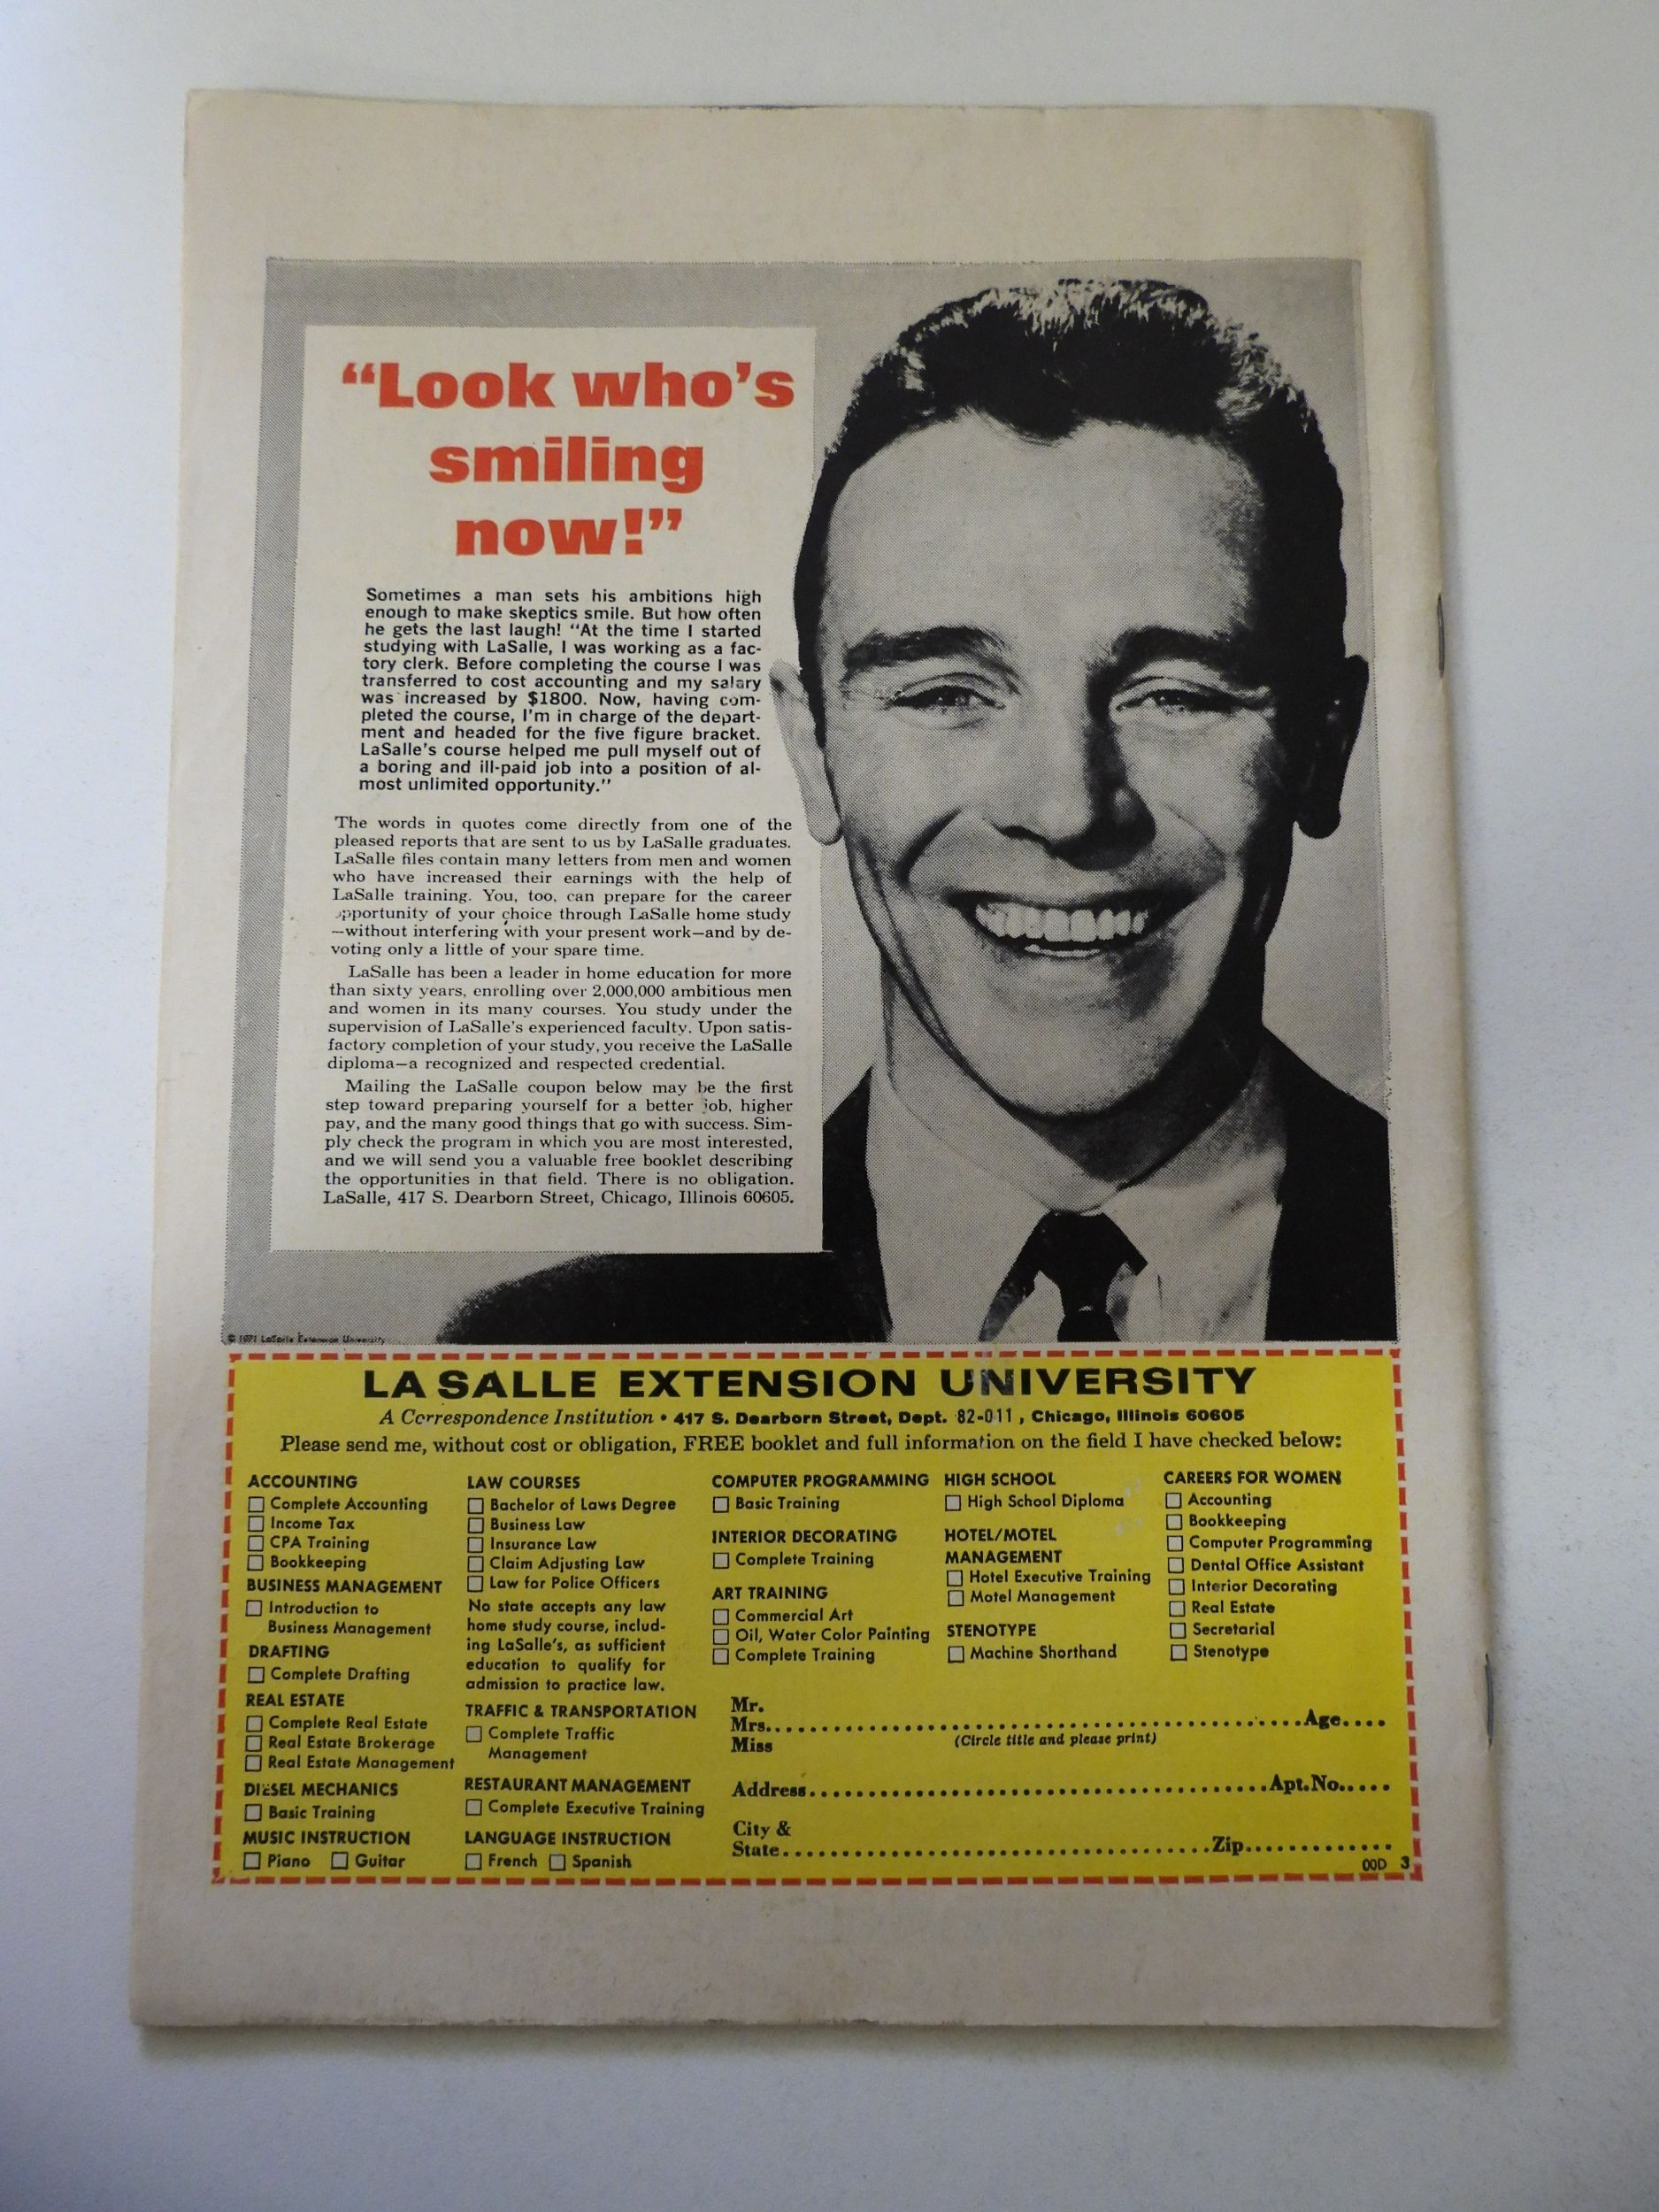 “Look who’s
smiling
now!”
Sometimes a man sets his ambitions high
enough to make skeptics smile. But how often
he gets the last laugh! “At the time I started
studying with LaSalle, I was working as a fac-
tory clerk. Before completing the course I was
transferred to cost accounting and my salary
was increased by $1800. Now, having com-
pleted the course, I’m in charge of the depart-
ment and headed for the five figure bracket.
LaSalle’s course helped me pull myself out of
a boring and ill-paid job into a position of al-
most unlimited opportunity.”
The words in quotes come directly from one of the
pleased reports that are sent to us by LaSalle graduates.
LaSalle files contain many letters from men and women
who have increased their earnings with the help of
LaSalle training. You, too, can prepare for the career
opportunity of your choice through LaSalle home study
—without interfering with your present work—and by de-
voting only a little of your spare time.
LaSalle has been a leader in home education for more
than sixty years, enrolling over 2,000,000 ambitious men
and women in its many courses. You study under the
supervision of LaSalle’s experienced faculty. Upon satis-
factory completion of your study, you receive the LaSalle
diploma—a recognized and respected credential.
Mailing the LaSalle coupon below may be the first
step toward preparing yourself for a better job, higher
pay, and the many good things that go with success. Sim-
ply check the program in which you are most interested,
and we will send you a valuable free booklet describing
the opportunities in that field. There is no obligation.
LaSalle, 417 S. Dearborn Street, Chicago, Illinois 60605.
© 1971 LaSalle Extension University
LA SALLE EXTENSION UNIVERSITY
A Correspondence Institution • 417 S. Dearborn Street, Dept. 82-011, Chicago, Illinois 60605
Please send me, without cost or obligation, FREE booklet and full information on the field I have checked below:
ACCOUNTING
Complete Accounting
Income Tax
CPA Training
Bookkeeping
BUSINESS MANAGEMENT
Introduction to
Business Management
DRAFTING
Complete Drafting
REAL ESTATE
Complete Real Estate
Real Estate Brokerage
Real Estate Management
DIESEL MECHANICS
Basic Training
MUSIC INSTRUCTION
Piano Guitar
LAW COURSES
Bachelor of Laws Degree
Business Law
Insurance Law
Claim Adjusting Law
Law for Police Officers
No state accepts any law
home study course, includ-
ing LaSalle’s, as sufficient
education to qualify for
admission to practice law.
TRAFFIC & TRANSPORTATION
Complete Traffic
Management
RESTAURANT MANAGEMENT
Complete Executive Training
LANGUAGE INSTRUCTION
French Spanish
COMPUTER PROGRAMMING
Basic Training
INTERIOR DECORATING
Complete Training
ART TRAINING
Commercial Art
Oil, Water Color Painting
Complete Training
HIGH SCHOOL
High School Diploma
HOTEL/MOTEL
MANAGEMENT
Hotel Executive Training
Motel Management
STENOTYPE
Machine Shorthand
CAREERS FOR WOMEN
Accounting
Bookkeeping
Computer Programming
Dental Office Assistant
Interior Decorating
Real Estate
Secretarial
Stenotype
Mr.
Mrs. Age
Miss (Circle title and please print)
Address Apt.No.
City &
State Zip
00D 3